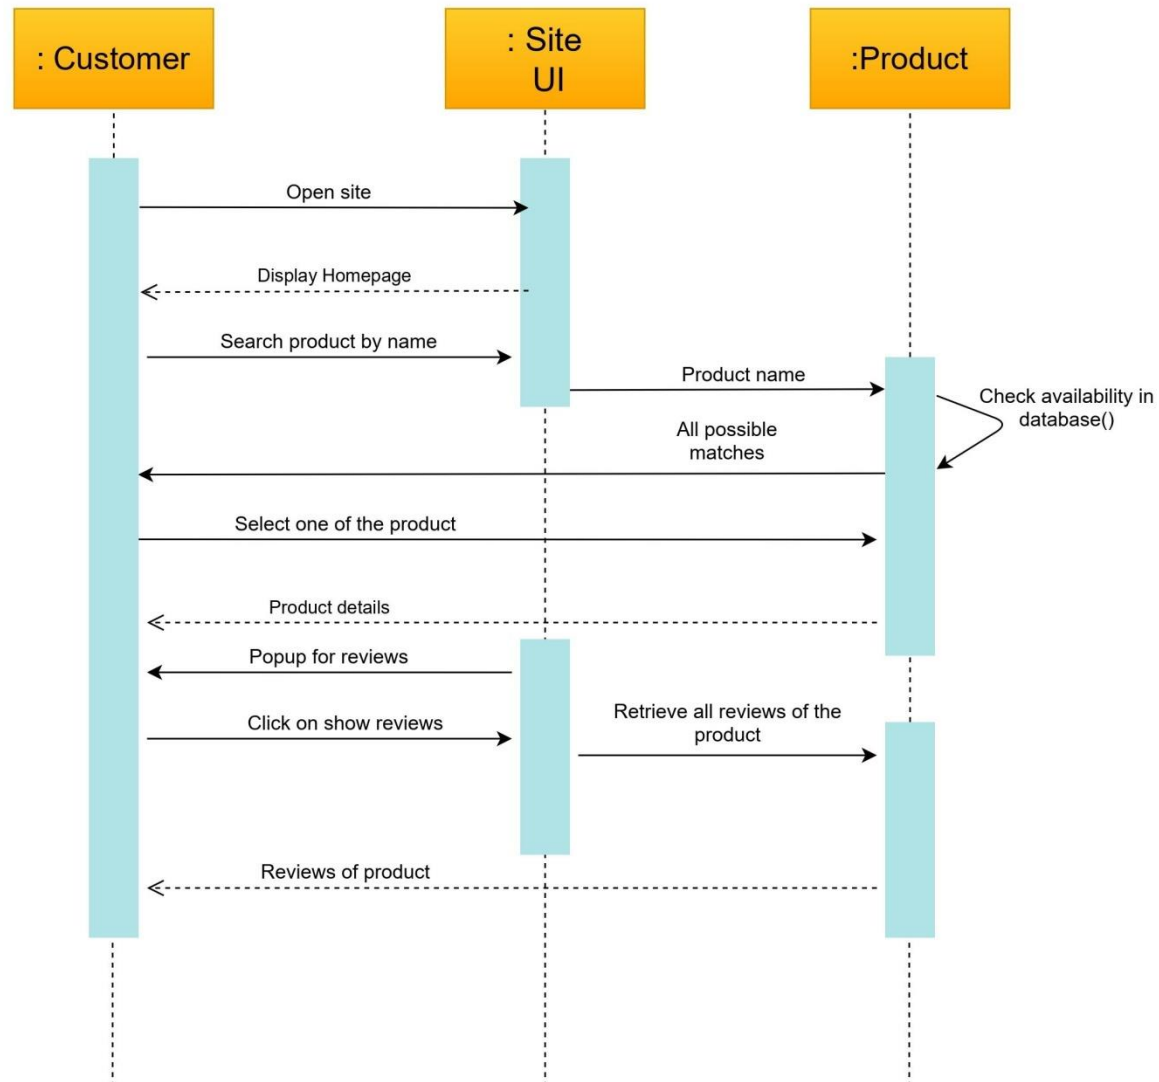 : Customer
: Site
UI
:Product
Open site
Display Homepage
Search product by name
Product name
Check availability in
database()
All possible
matches
Select one of the product
Product details
Popup for reviews
Click on show reviews
Retrieve all reviews of the
product
Reviews of product